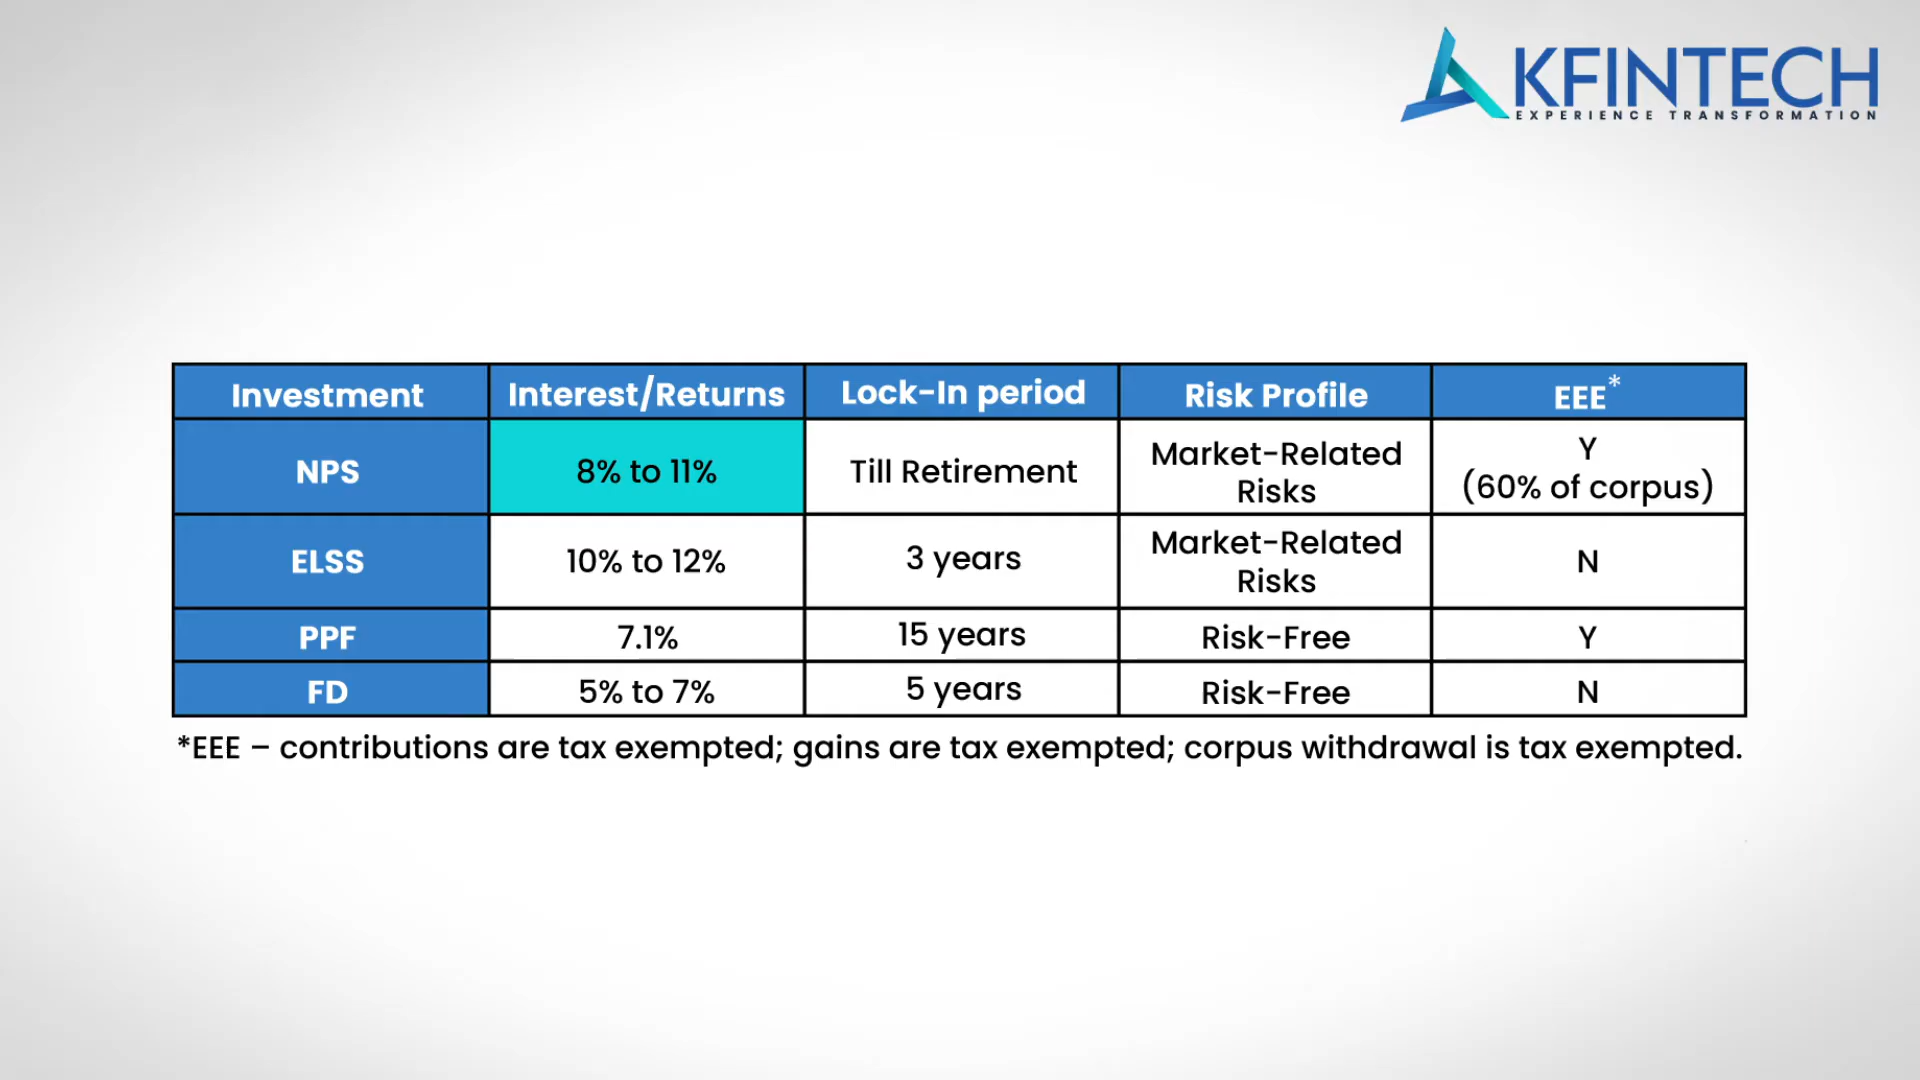 KFINTECH
EXPERIENCE TRANSFORMATION
Investment Interest/Returns Lock-In period Risk Profile EEE*
NPS 8% to 11% Till Retirement Market-Related Risks Y (60% of corpus)
ELSS 10% to 12% 3 years Market-Related Risks N
PPF 7.1% 15 years Risk-Free Y
FD 5% to 7% 5 years Risk-Free N
*EEE – contributions are tax exempted; gains are tax exempted; corpus withdrawal is tax exempted.